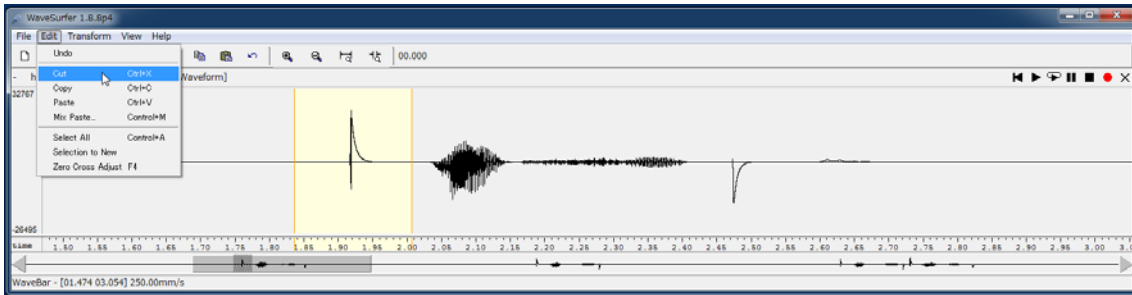 WaveSurfer 1.8.8p4
File Edit Transform View Help
Undo
00.000
Cut Ctrl+X
Waveform]
Copy Ctrl+C
Paste Ctrl+V
Mix Paste... Control+M
Select All Control+A
Selection to New
Zero Cross Adjust F4
- h
32767
-26495
time 1.50 1.55 1.60 1.65 1.70 1.75 1.80 1.85 1.90 1.95 2.00 2.05 2.10 2.15 2.20 2.25 2.30 2.35 2.40 2.45 2.50 2.55 2.60 2.65 2.70 2.75 2.80 2.85 2.90 2.95 3.00
WaveBar - [01.474 03.054] 250.00mm/s